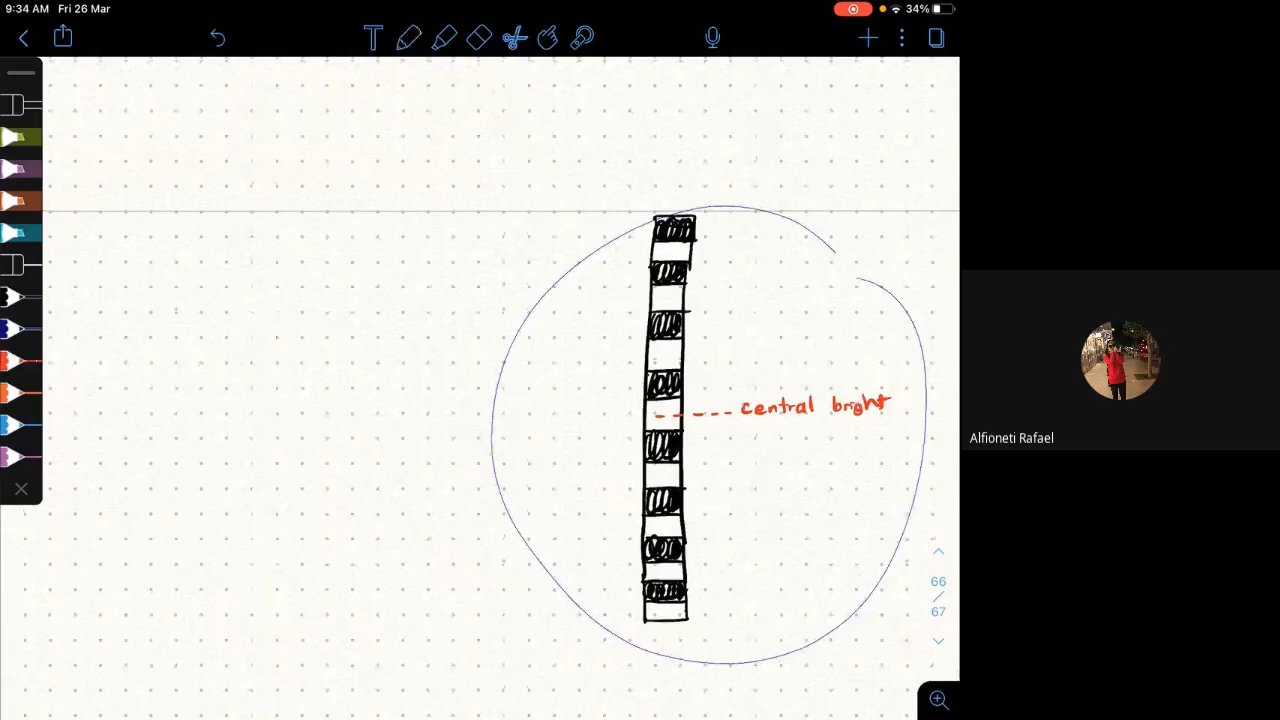 9:34 AM Fri 26 Mar
34%
T
central bright
66
67
Alfioneti Rafael